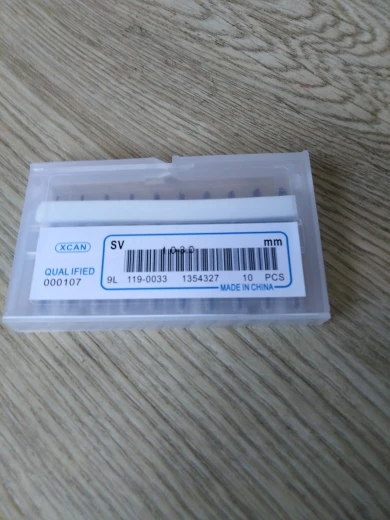 XCAN
SV
mm
QUALIFIED
000107
9L 119-0033 1354327 10 PCS
MADE IN CHINA